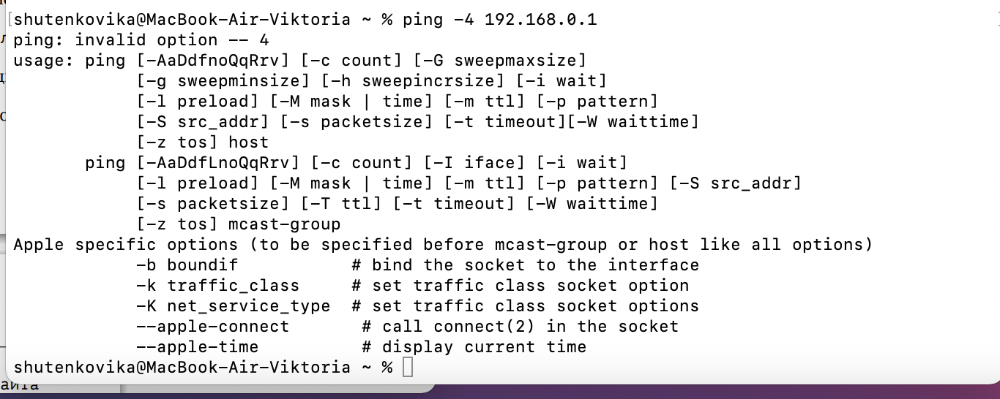 [shutenkovika@MacBook-Air-Viktoria ~ % ping -4 192.168.0.1
ping: invalid option -- 4
usage: ping [-AaDdfnoQqRrv] [-c count] [-G sweepmaxsize]
            [-g sweepminsize] [-h sweepincrsize] [-i wait]
            [-l preload] [-M mask | time] [-m ttl] [-p pattern]
            [-S src_addr] [-s packetsize] [-t timeout][-W waittime]
            [-z tos] host
       ping [-AaDdfLnoQqRrv] [-c count] [-I iface] [-i wait]
            [-l preload] [-M mask | time] [-m ttl] [-p pattern] [-S src_addr]
            [-s packetsize] [-T ttl] [-t timeout] [-W waittime]
            [-z tos] mcast-group
Apple specific options (to be specified before mcast-group or host like all options)
            -b boundif           # bind the socket to the interface
            -k traffic_class     # set traffic class socket option
            -K net_service_type  # set traffic class socket options
            --apple-connect       # call connect(2) in the socket
            --apple-time          # display current time
shutenkovika@MacBook-Air-Viktoria ~ %